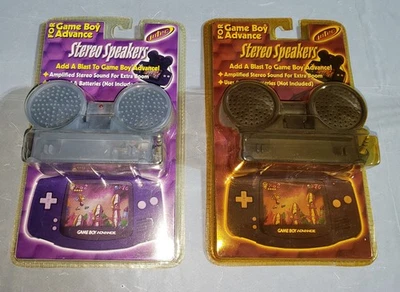 FOR Game Boy
Advance
intec
Stereo Speakers
Add A Blast To Game Boy Advance!
+ Amplified Stereo Sound For Extra Boom
Batteries (Not Included)
GAME BOY ADVANCE
FOR Game Boy
Advance
intec
Stereo Speakers
Add A Blast To Game Boy Advance!
+ Amplified Stereo Sound For Extra Boom
+ Batteries (Not Included)
GAME BOY ADVANCE